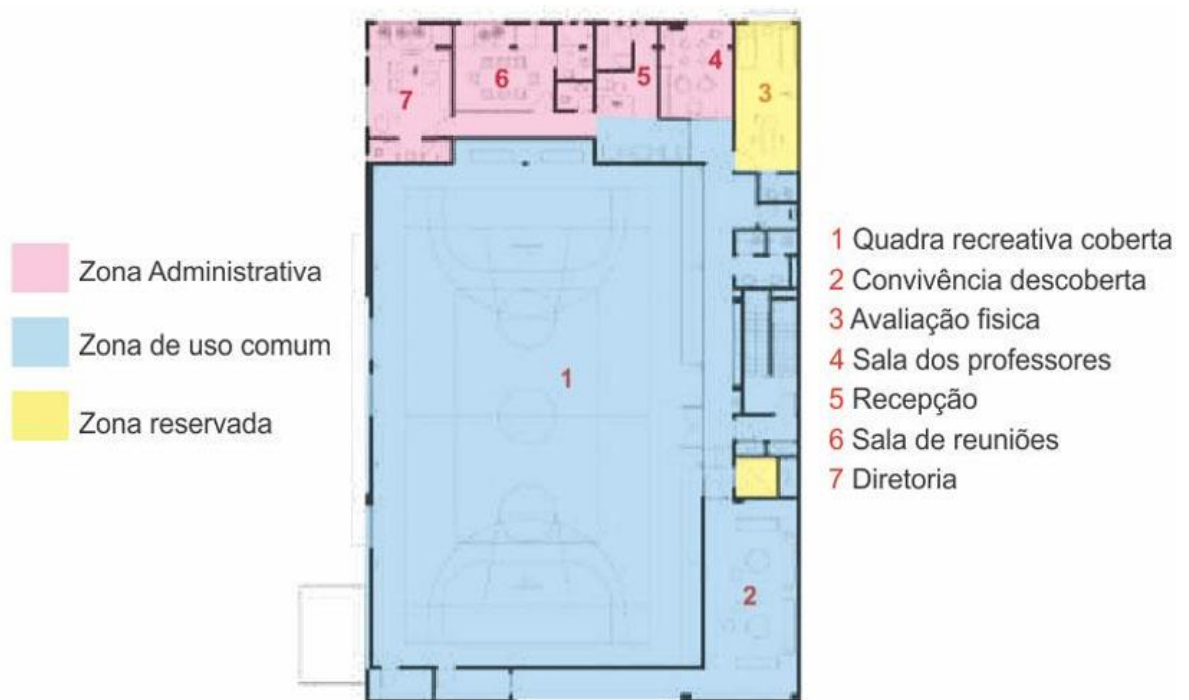 7
6
5
4
3
1
2
Zona Administrativa
Zona de uso comum
Zona reservada
1 Quadra recreativa coberta
2 Convivência descoberta
3 Avaliação fisica
4 Sala dos professores
5 Recepção
6 Sala de reuniões
7 Diretoria